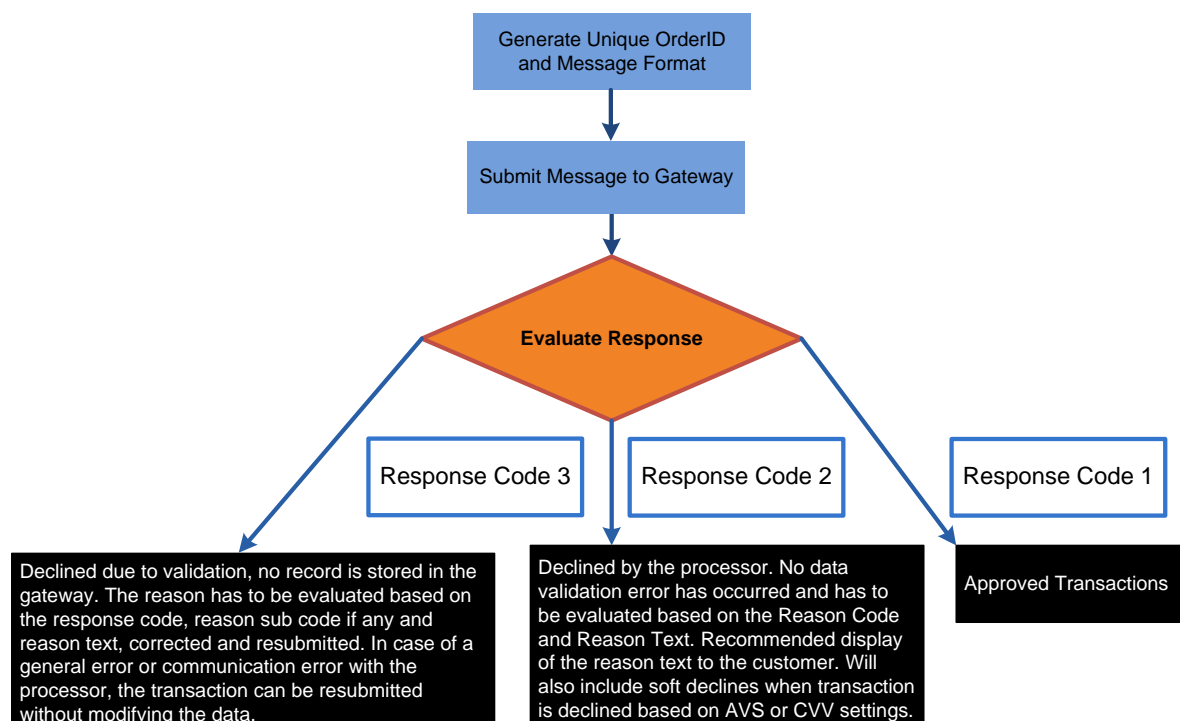 Generate Unique OrderID
and Message Format
Submit Message to Gateway
Evaluate Response
Response Code 3
Response Code 2
Response Code 1
Declined due to validation, no record is stored in the
gateway. The reason has to be evaluated based on
the response code, reason sub code if any and
reason text, corrected and resubmitted. In case of a
general error or communication error with the
processor, the transaction can be resubmitted
without modifying the data.
Declined by the processor. No data
validation error has occurred and has to
be evaluated based on the Reason Code
and Reason Text. Recommended display
of the reason text to the customer. Will
also include soft declines when transaction
is declined based on AVS or CVV settings.
Approved Transactions